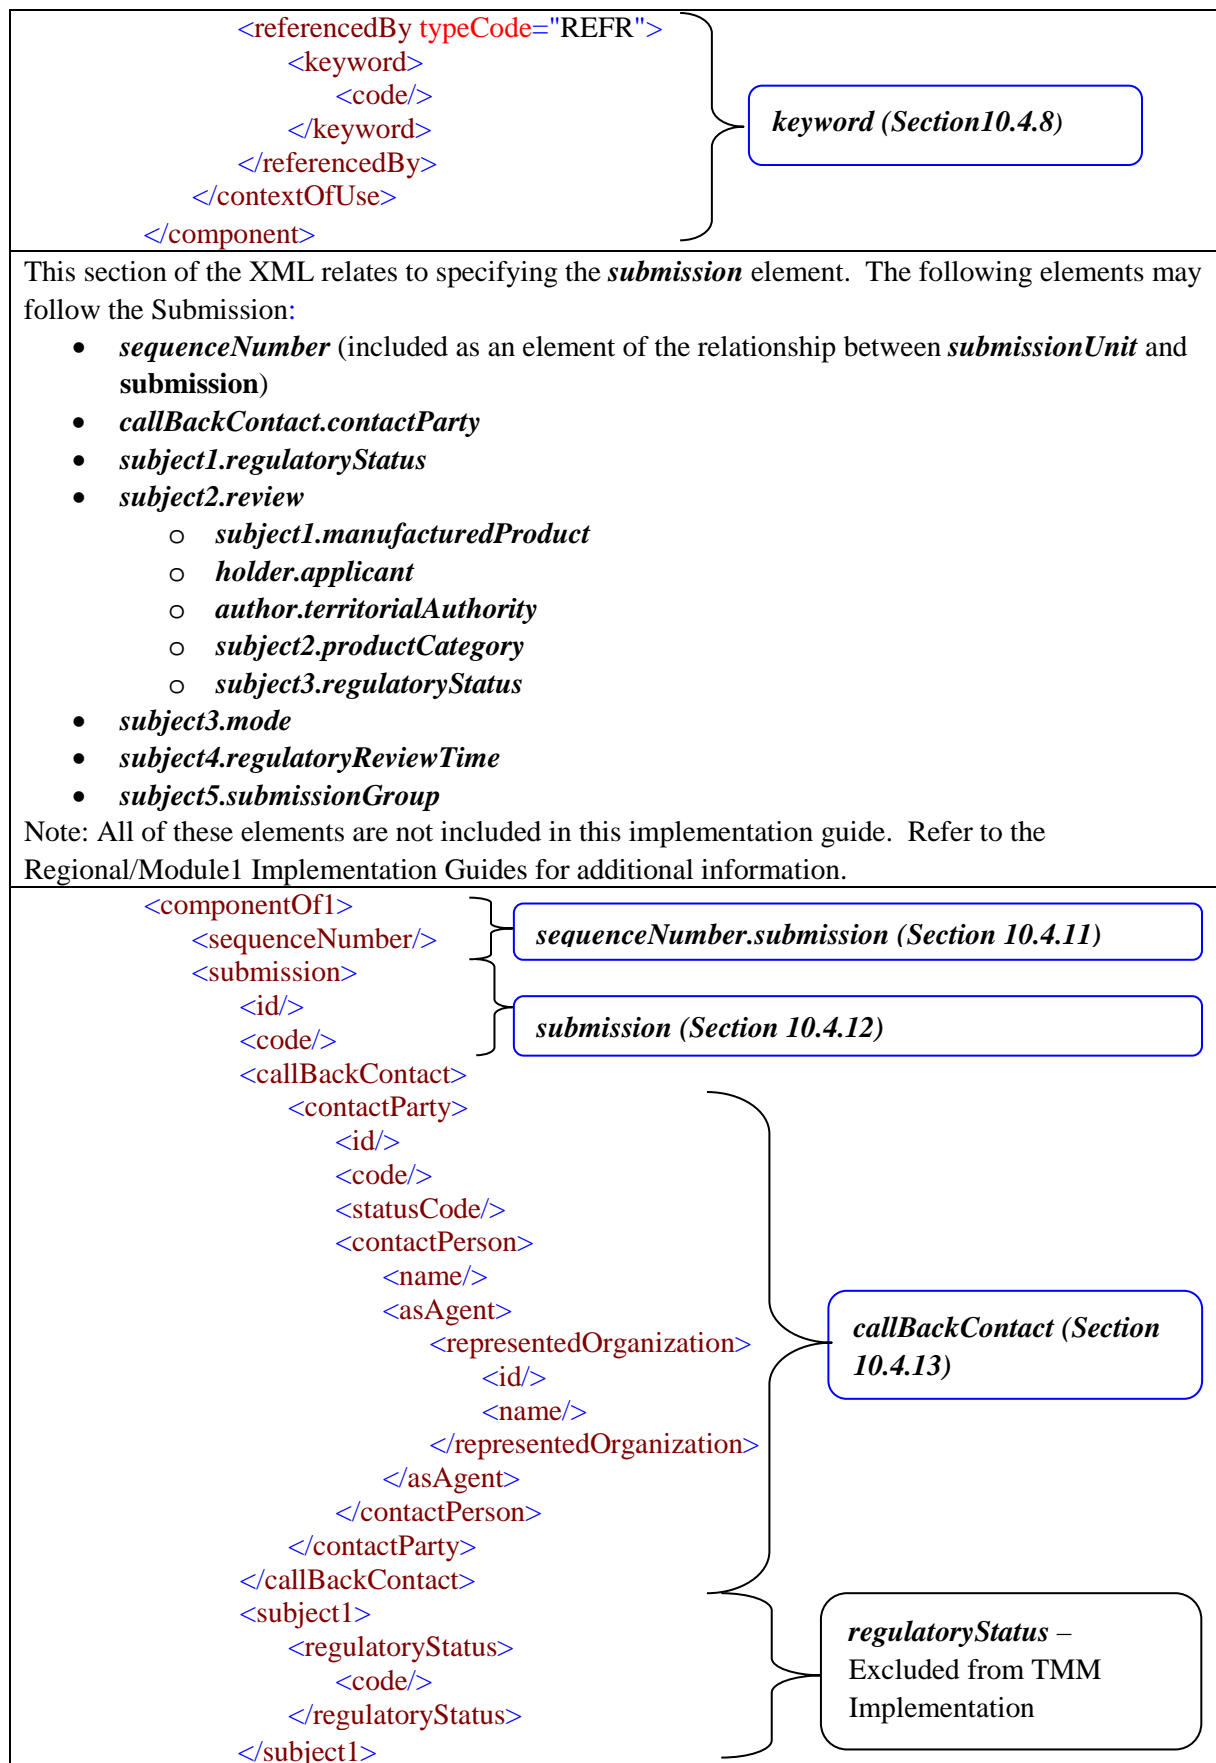 <referencedBy typeCode="REFR">
<keyword>
<code/>
</keyword>
</referencedBy>
</contextOfUse>
</component>
keyword (Section10.4.8)
This section of the XML relates to specifying the submission element. The following elements may
follow the Submission:
• sequenceNumber (included as an element of the relationship between submissionUnit and
submission)
• callBackContact.contactParty
• subject1.regulatoryStatus
• subject2.review
o subject1.manufacturedProduct
o holder.applicant
o author.territorialAuthority
o subject2.productCategory
o subject3.regulatoryStatus
• subject3.mode
• subject4.regulatoryReviewTime
• subject5.submissionGroup
Note: All of these elements are not included in this implementation guide. Refer to the
Regional/Module1 Implementation Guides for additional information.
<componentOf1>
<sequenceNumber/>
sequenceNumber.submission (Section 10.4.11)
<submission>
<id/>
<code/>
submission (Section 10.4.12)
<callBackContact>
<contactParty>
<id/>
<code/>
<statusCode/>
<contactPerson>
<name/>
<asAgent>
<representedOrganization>
<id/>
<name/>
</representedOrganization>
</asAgent>
</contactPerson>
</contactParty>
</callBackContact>
callBackContact (Section
10.4.13)
<subject1>
<regulatoryStatus>
<code/>
</regulatoryStatus>
</subject1>
regulatoryStatus –
Excluded from TMM
Implementation